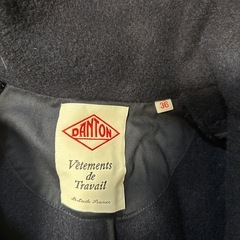 DANTON
Vêtements
de
Travail
36